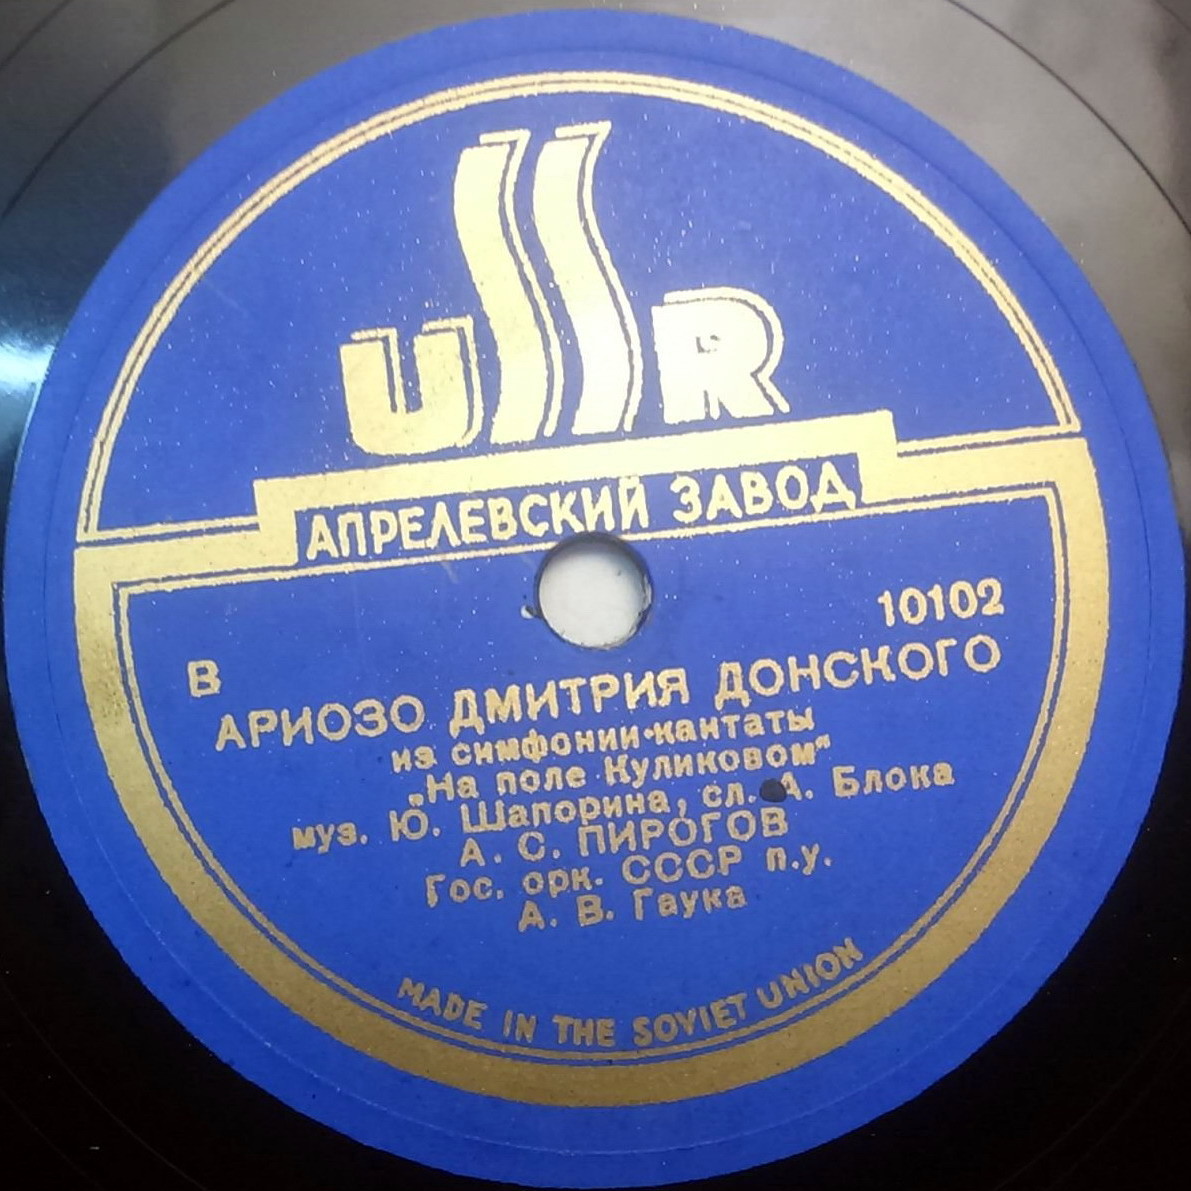 USSR
АПРЕЛЕВСКИЙ ЗАВОД
10102
В
АРИОЗО ДМИТРИЯ ДОНСКОГО
из симфонии-кантаты
„На поле Куликовом“
муз. Ю. Шапорина, сл. А. Блока
А. С. ПИРОГОВ
Гос. орк. СССР п.у.
А. В. Гаука
MADE IN THE SOVIET UNION